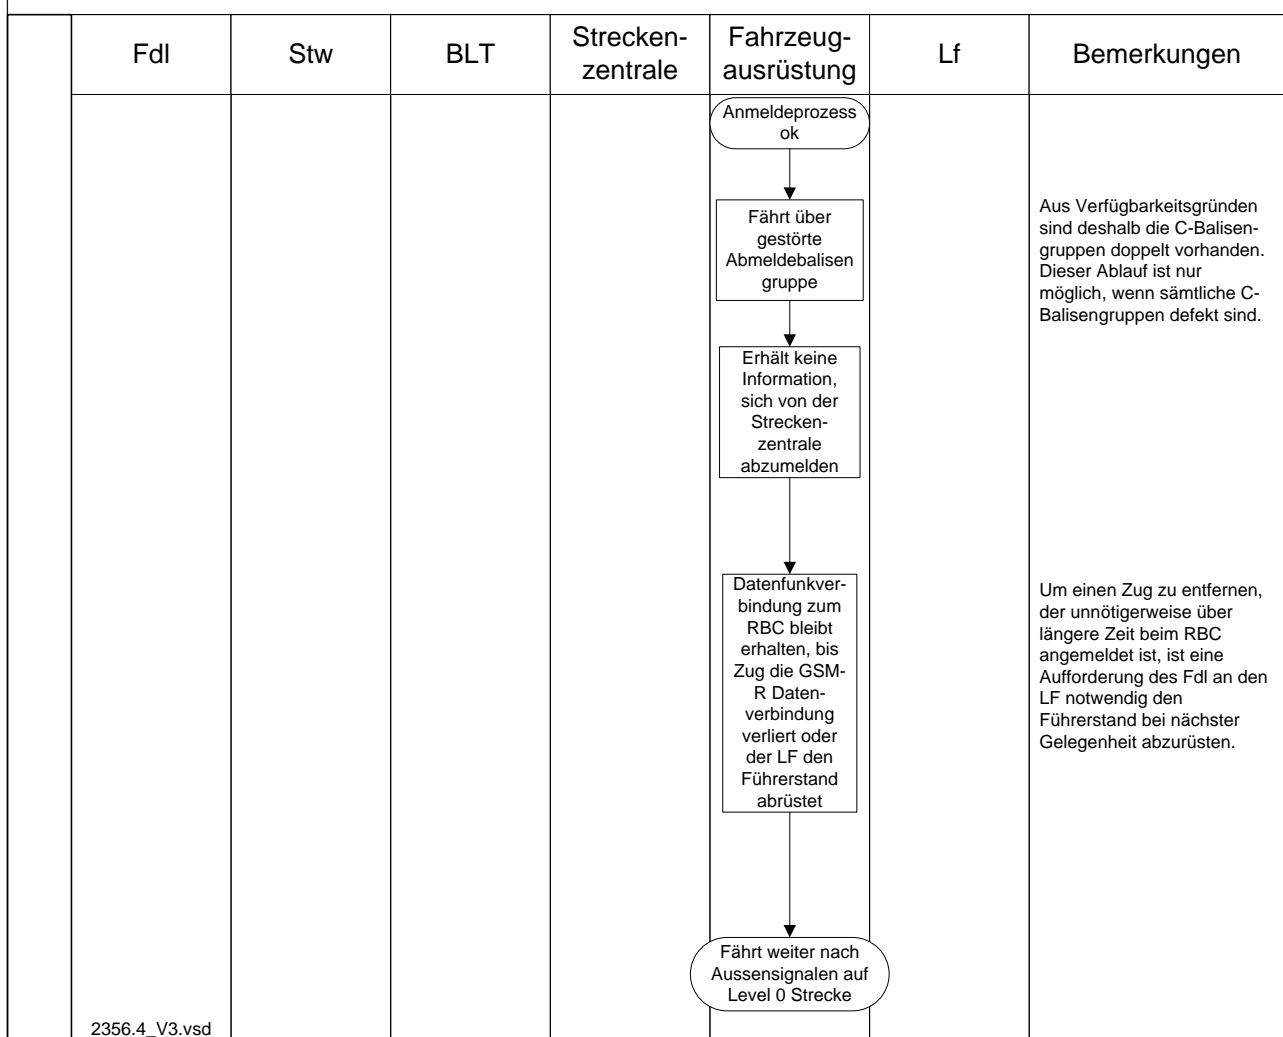 Fdl
Stw
BLT
Strecken-
zentrale
Fahrzeug-
ausrüstung
Lf
Bemerkungen
Anmeldeprozess
ok
Fährt über
gestörte
Abmeldebalisen
gruppe
Aus Verfügbarkeitsgründen
sind deshalb die C-Balisen-
gruppen doppelt vorhanden.
Dieser Ablauf ist nur
möglich, wenn sämtliche C-
Balisengruppen defekt sind.
Erhält keine
Information,
sich von der
Strecken-
zentrale
abzumelden
Datenfunkver-
bindung zum
RBC bleibt
erhalten, bis
Zug die GSM-
R Daten-
verbindung
verliert oder
der LF den
Führerstand
abrüstet
Um einen Zug zu entfernen,
der unnötigerweise über
längere Zeit beim RBC
angemeldet ist, ist eine
Aufforderung des Fdl an den
LF notwendig den
Führerstand bei nächster
Gelegenheit abzurüsten.
Fährt weiter nach
Aussensignalen auf
Level 0 Strecke
2356.4_V3.vsd